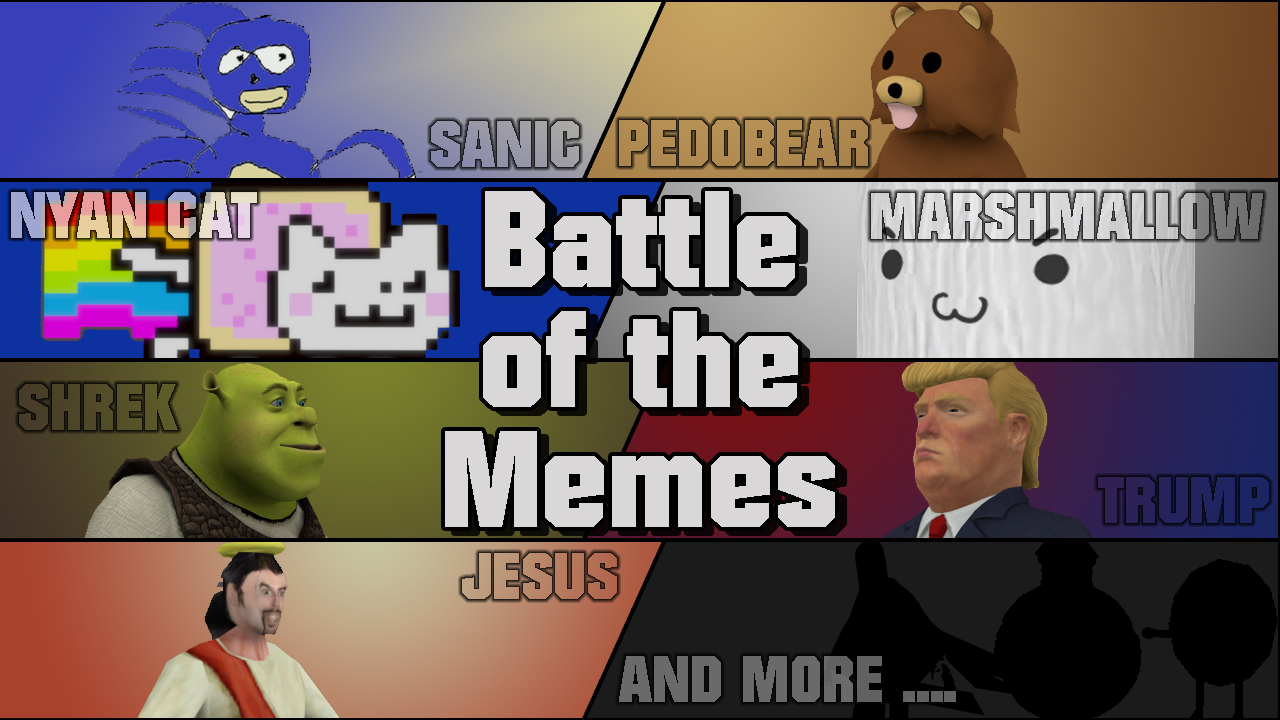 SANIC
PEDOBEAR
NYAN CAT
MARSHMALLOW
Battle
of the
Memes
SHREK
TRUMP
JESUS
AND MORE ....